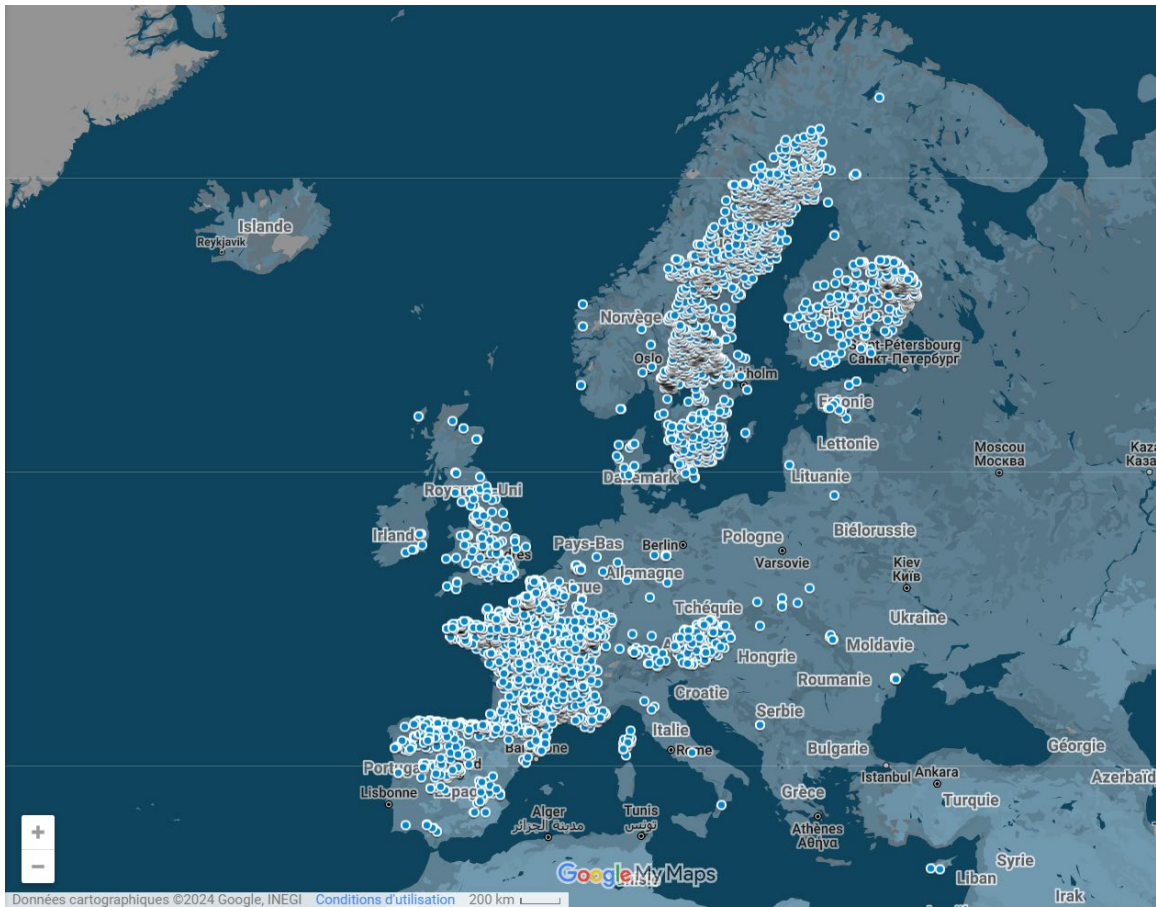 Islande
Reykjavik
Norvège
Oslo
Saint-Pétersbourg
Санкт-Петербург
Estonie
Lettonie
Moscou
Москва
Danemark
Lituanie
Biélorussie
Royaume-Uni
Pays-Bas
Berlin
Pologne
Varsovie
Allemagne
Kiev
Київ
Ukraine
Tchéquie
Moldavie
Hongrie
Roumanie
Croatie
Serbie
Italie
Rome
Bulgarie
Géorgie
Istanbul
Ankara
Turquie
Lisbonne
Alger
مدينة الجزائر
Tunis
تونس
Grèce
Athènes
Αθήνα
Syrie
Liban
Irak
+
−
Google My Maps
Données cartographiques ©2024 Google, INEGI Conditions d'utilisation 200 km